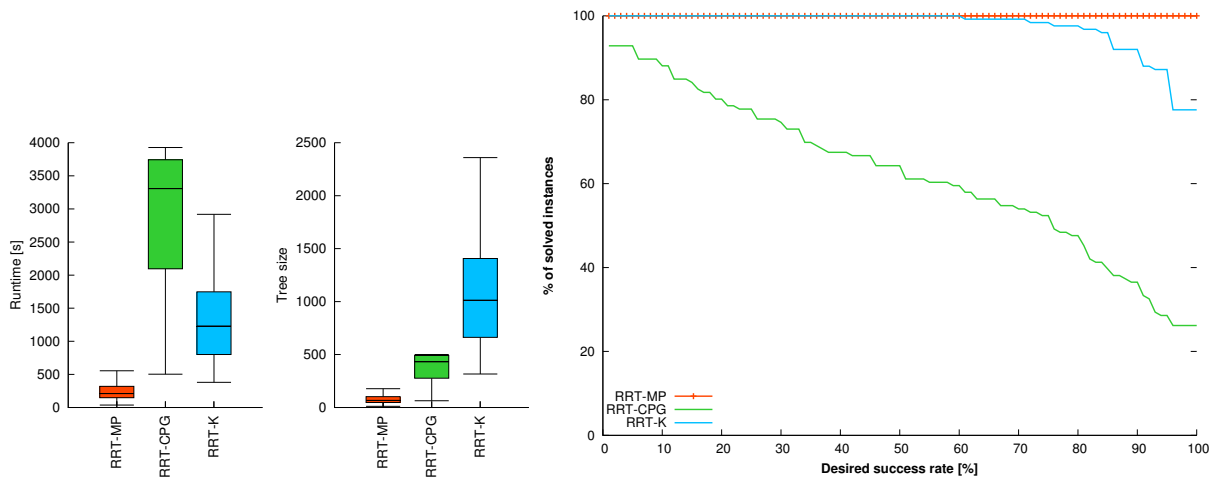 Runtime [s]
4000
3500
3000
2500
2000
1500
1000
500
0
RRT-MP
RRT-CPG
RRT-K
Tree size
2500
2000
1500
1000
500
0
RRT-MP
RRT-CPG
RRT-K
% of solved instances
100
80
60
40
20
0
RRT-MP
RRT-CPG
RRT-K
0 10 20 30 40 50 60 70 80 90 100
Desired success rate [%]